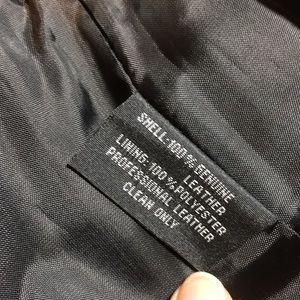 SHELL-100% GENUINE
LEATHER
LINING-100% POLYESTER
PROFESSIONAL LEATHER
CLEAN ONLY